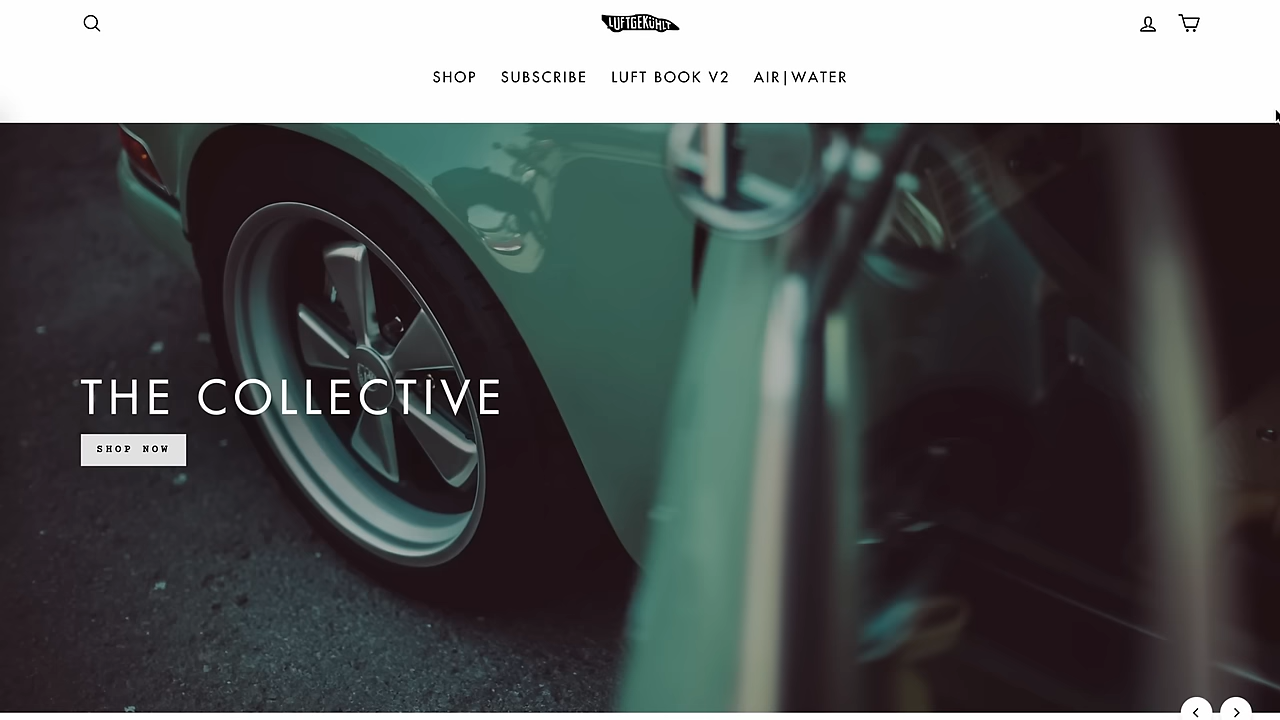 LUFTGEKÜHLT
SHOP SUBSCRIBE LUFT BOOK V2 AIR|WATER
THE COLLECTIVE
SHOP NOW